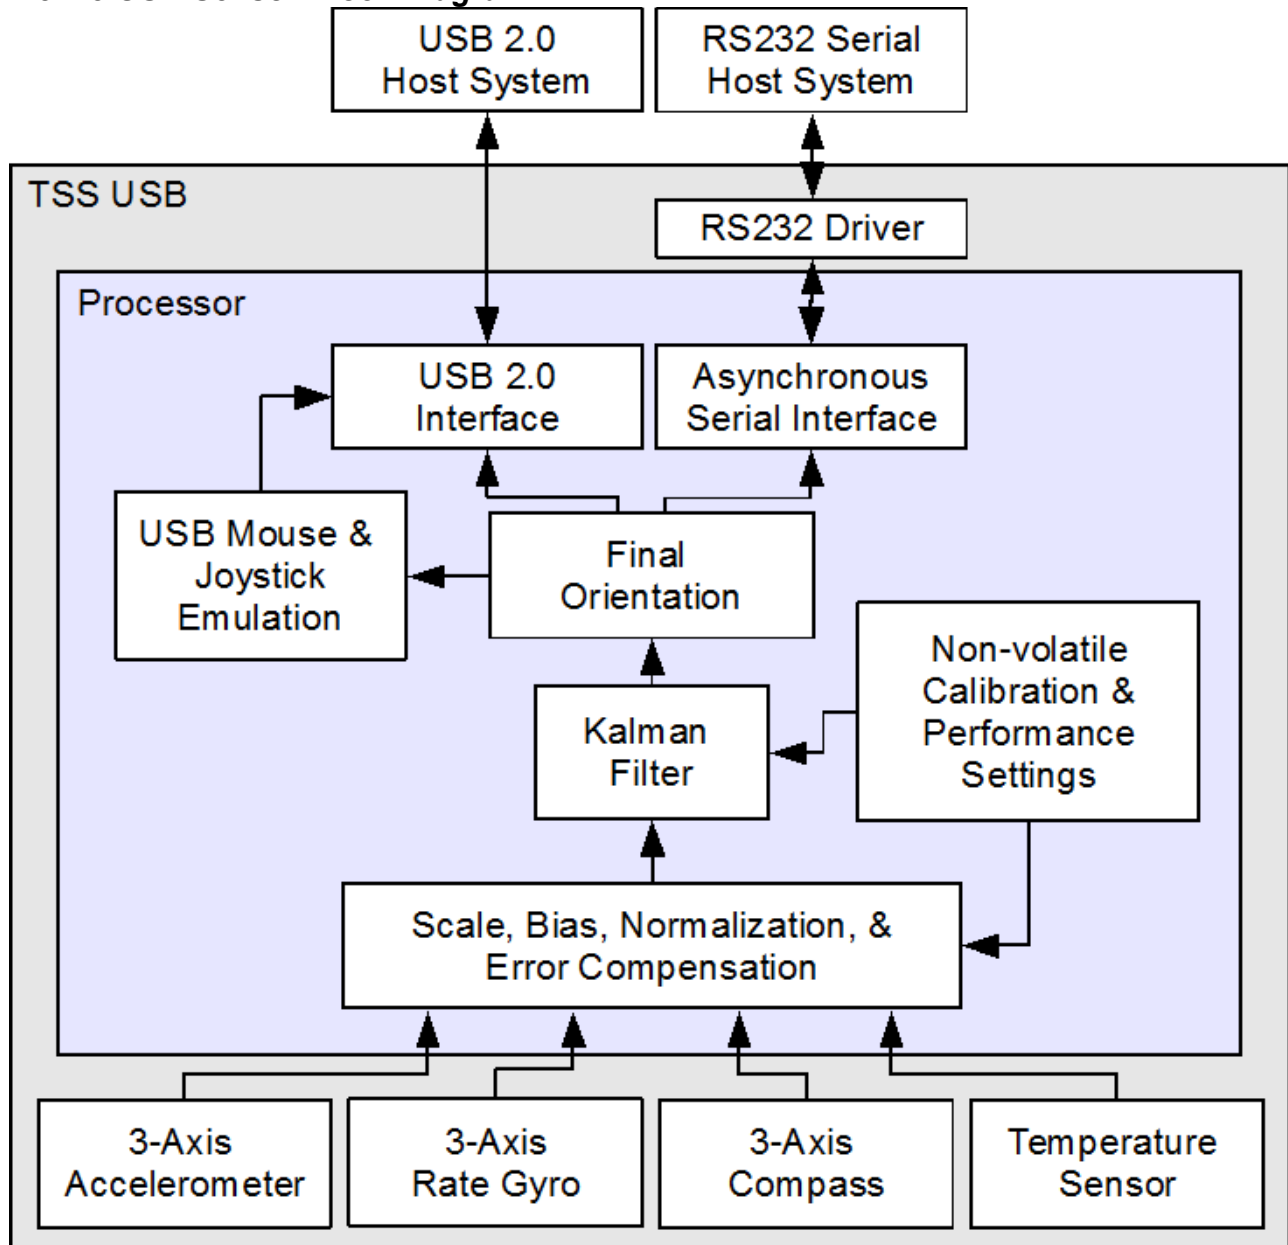 USB 2.0
Host System
RS232 Serial
Host System
TSS USB
RS232 Driver
Processor
USB 2.0
Interface
Asynchronous
Serial Interface
USB Mouse &
Joystick
Emulation
Final
Orientation
Non-volatile
Calibration &
Performance
Settings
Kalman
Filter
Scale, Bias, Normalization, &
Error Compensation
3-Axis
Accelerometer
3-Axis
Rate Gyro
3-Axis
Compass
Temperature
Sensor